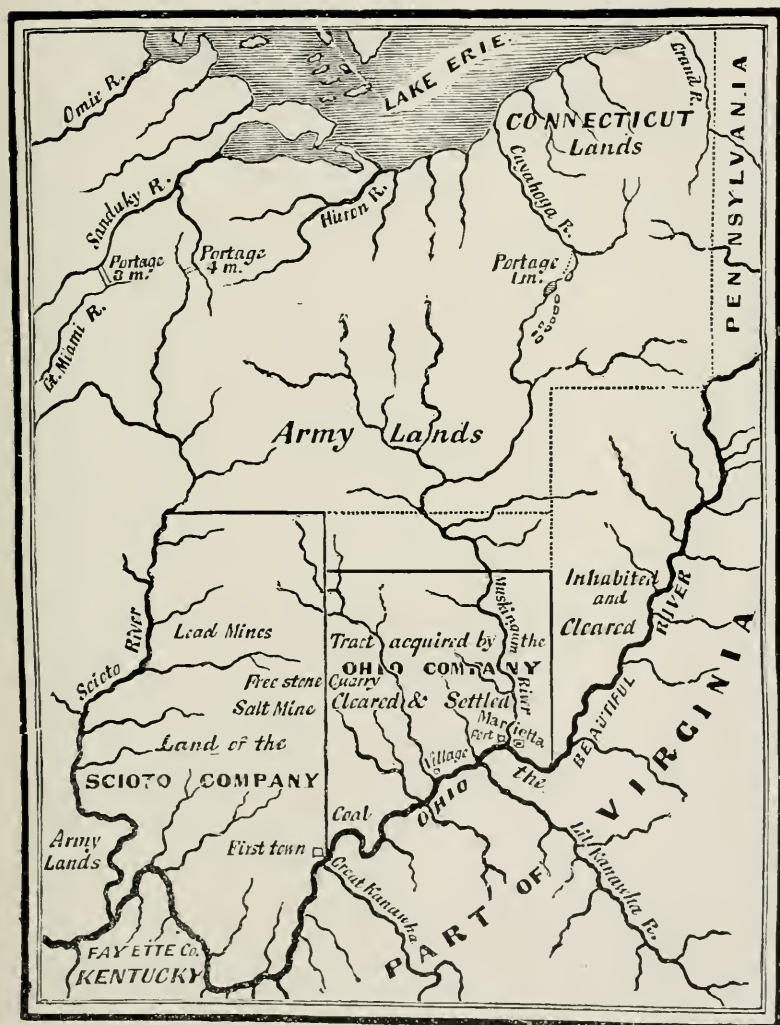 LAKE ERIE.
Omie R.
Grand R.
PENNSYLVANIA
CONNECTICUT
Lands
Cuyahoga R.
Sanduky R.
Huron R.
Portage
3 m.
Portage
4 m.
Portage
1 m.
Gt. Miami R.
Army Lands
Inhabited
and
Cleared
Muskingum
River
Scioto River
Lead Mines
Tract acquired by the
OHIO COMPANY
Cleared & Settled
Free stone Quarry
Salt Mine
Marietta
Fort
Village
Land of the
SCIOTO COMPANY
OHIO the BEAUTIFUL RIVER
Coal
Army
Lands
First town
Great Kanawha
Litl. Kanawha R.
PART OF VIRGINIA
FAYETTE Co.
KENTUCKY